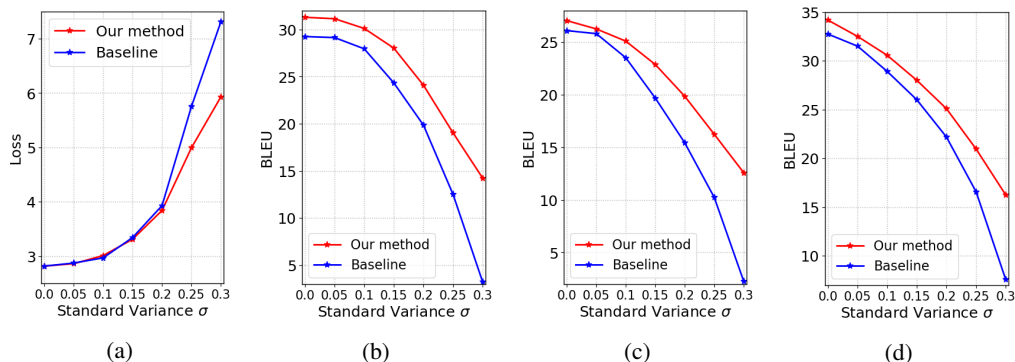 Loss
7
6
5
4
3
Our method
Baseline
0.0 0.05 0.1 0.15 0.2 0.25 0.3
Standard Variance σ
(a)
BLEU
30
25
20
15
10
5
Our method
Baseline
0.0 0.05 0.1 0.15 0.2 0.25 0.3
Standard Variance σ
(b)
BLEU
25
20
15
10
5
Our method
Baseline
0.0 0.05 0.1 0.15 0.2 0.25 0.3
Standard Variance σ
(c)
BLEU
35
30
25
20
15
10
Our method
Baseline
0.0 0.05 0.1 0.15 0.2 0.25 0.3
Standard Variance σ
(d)